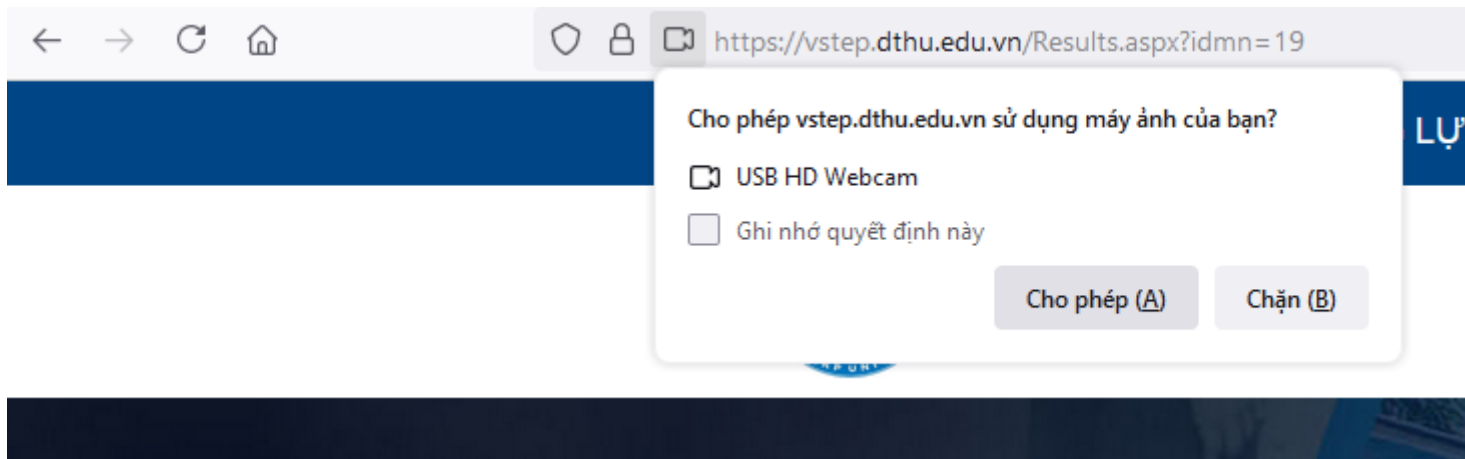 https://vstep.dthu.edu.vn/Results.aspx?idmn=19
Cho phép vstep.dthu.edu.vn sử dụng máy ảnh của bạn?
LỰ
USB HD Webcam
Ghi nhớ quyết định này
Cho phép (A)
Chặn (B)